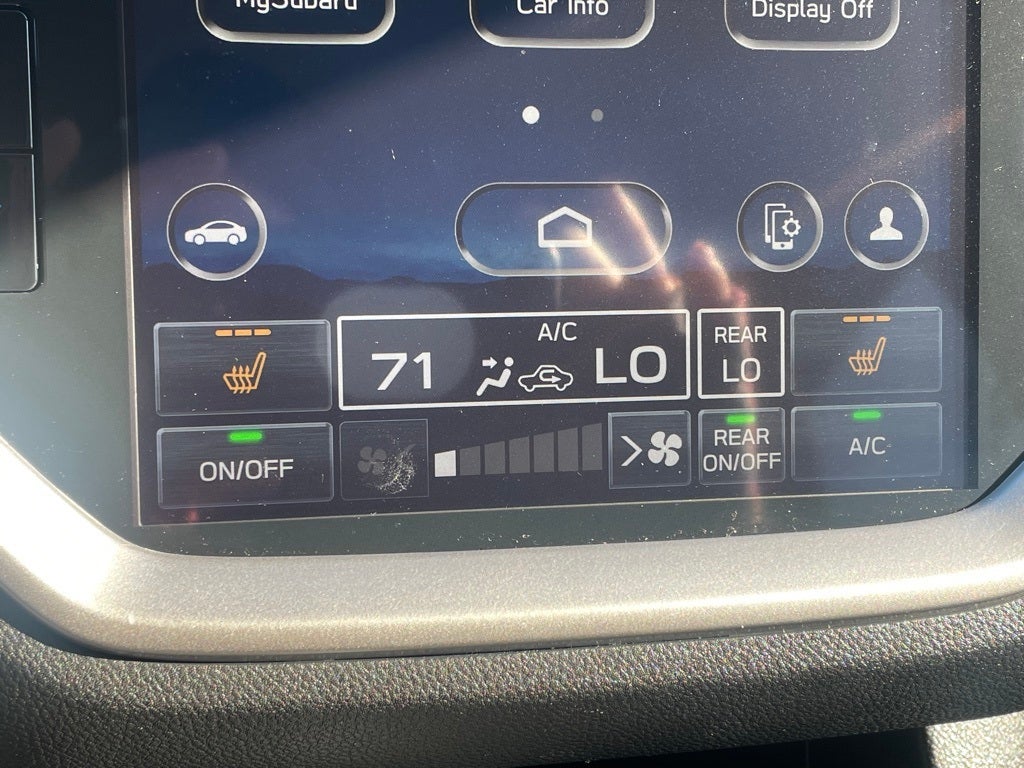 MySubaru
Car Info
Display Off
A/C
71
LO
REAR
LO
ON/OFF
REAR
ON/OFF
A/C